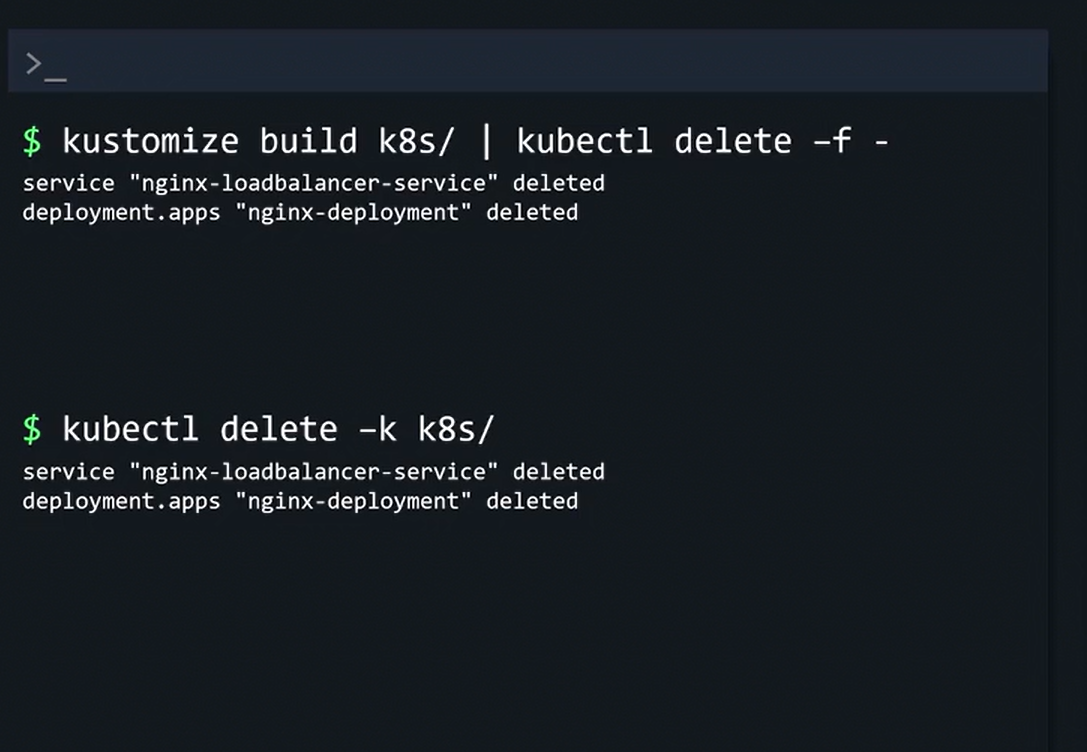 >_
$ kustomize build k8s/ | kubectl delete –f -
service "nginx-loadbalancer-service" deleted
deployment.apps "nginx-deployment" deleted
$ kubectl delete –k k8s/
service "nginx-loadbalancer-service" deleted
deployment.apps "nginx-deployment" deleted